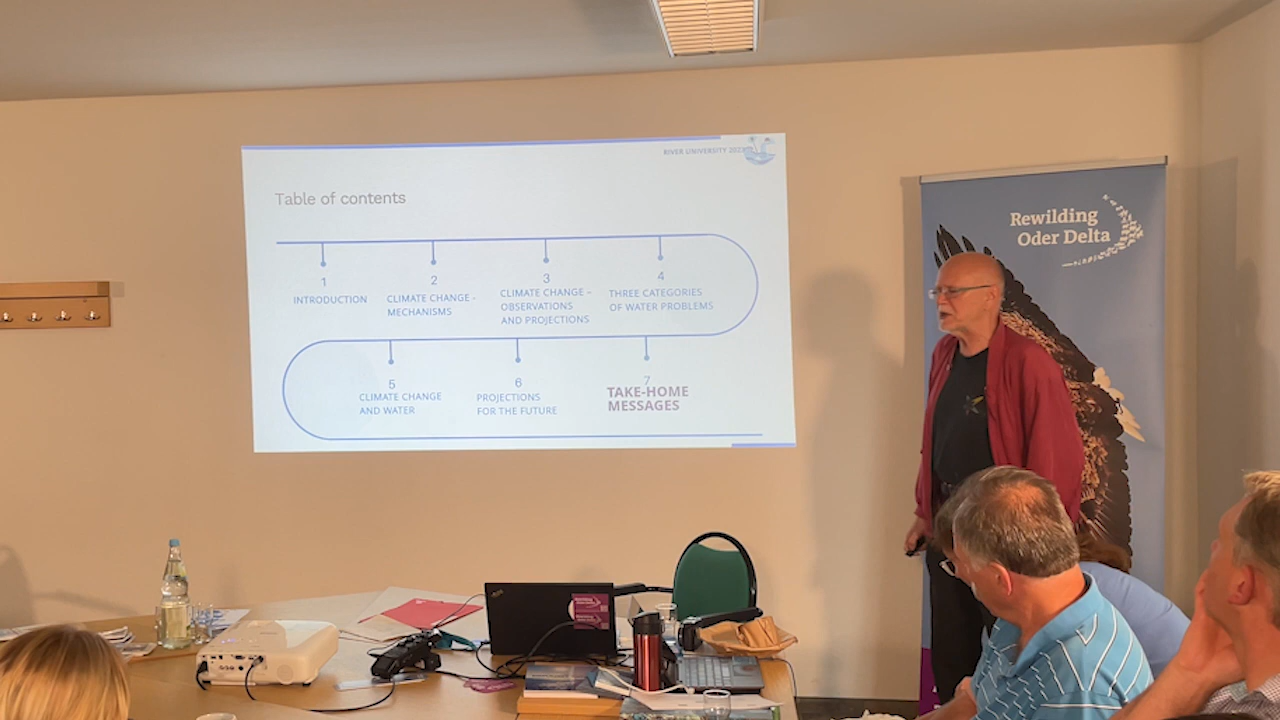 RIVER UNIVERSITY 2023
Table of contents
1
INTRODUCTION
2
CLIMATE CHANGE -
MECHANISMS
3
CLIMATE CHANGE –
OBSERVATIONS
AND PROJECTIONS
4
THREE CATEGORIES
OF WATER PROBLEMS
5
CLIMATE CHANGE
AND WATER
6
PROJECTIONS
FOR THE FUTURE
7
TAKE-HOME
MESSAGES
Rewilding
Oder Delta